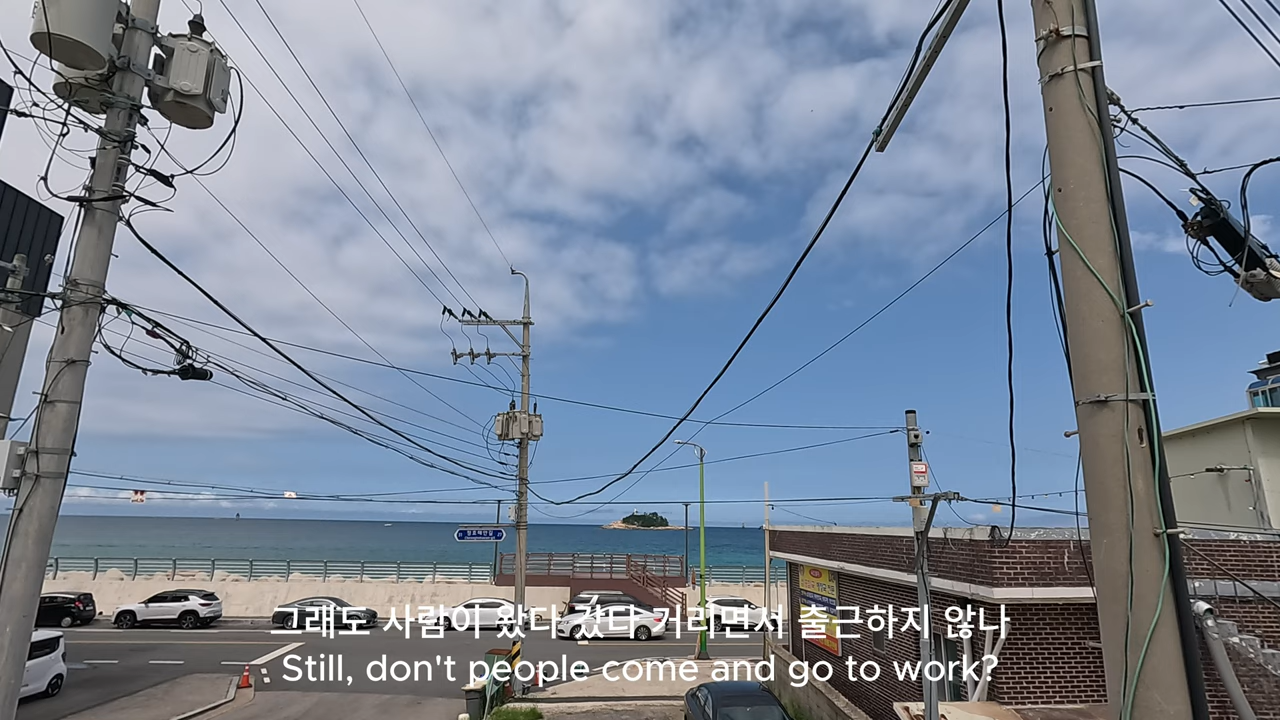 그래도 사람이 왔다 갔다 거리면서 출근하지 않나
Still, don't people come and go to work?